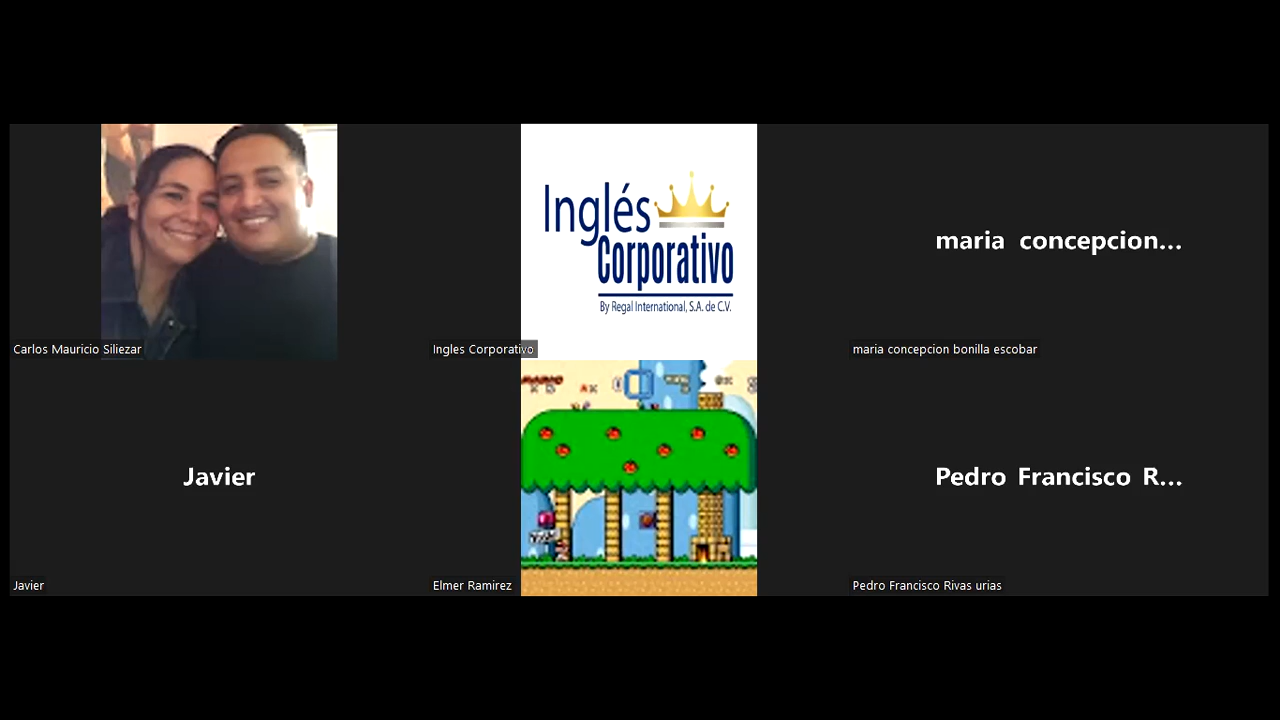 Inglés
Corporativo
By Regal International, S.A. de C.V.
maria concepcion...
Carlos Mauricio Siliezar
Ingles Corporativo
maria concepcion bonilla escobar
MARIO
Javier
Pedro Francisco R...
Javier
Elmer Ramirez
Pedro Francisco Rivas urias